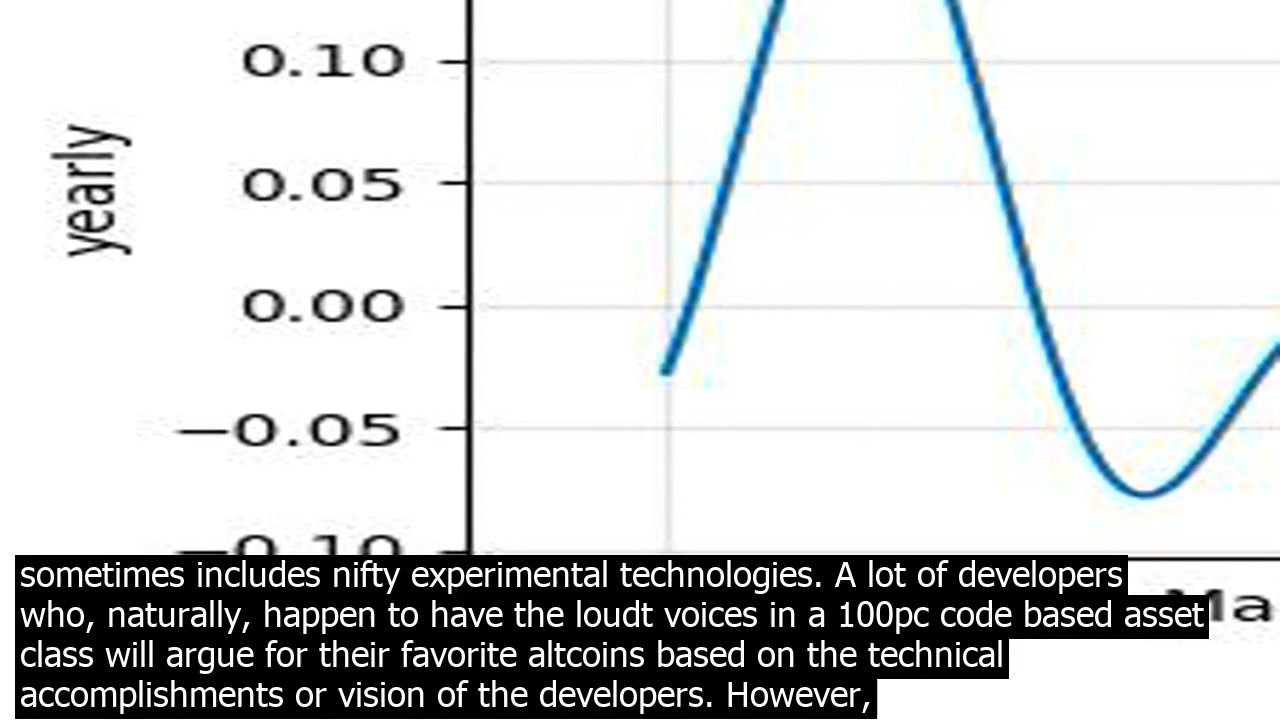 0.10
yearly
0.05
0.00
−0.05
−0.10
sometimes includes nifty experimental technologies. A lot of developers
who, naturally, happen to have the loudt voices in a 100pc code based asset
class will argue for their favorite altcoins based on the technical
accomplishments or vision of the developers. However,